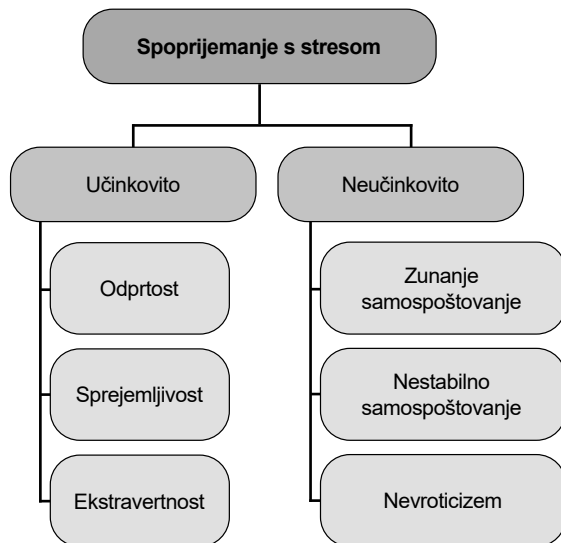 Spoprijemanje s stresom
Učinkovito
Neučinkovito
Odprtost
Sprejemljivost
Ekstravertnost
Zunanje
samospoštovanje
Nestabilno
samospoštovanje
Nevroticizem